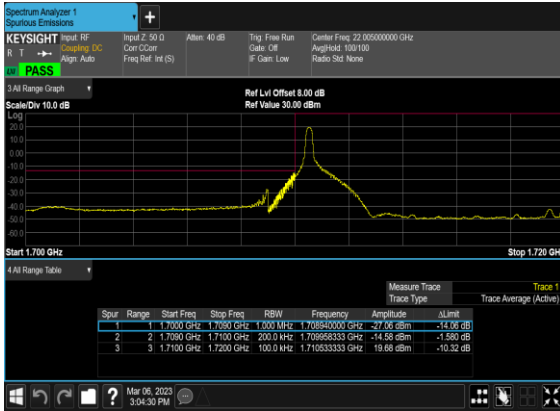 Spectrum Analyzer 1
Spurious Emissions
+
KEYSIGHT Input: RF Input Z: 50 Ω Atten: 40 dB Trig: Free Run Center Freq: 22.005000000 GHz
R T Coupling: DC Corr CCorr Gate: Off Avg|Hold: 100/100
Align: Auto Freq Ref: Int (S) IF Gain: Low Radio Std: None
PASS
3 All Range Graph
Ref Lvl Offset 8.00 dB
Scale/Div 10.0 dB Ref Value 30.00 dBm
Log
20.0
10.0
0.00
-10.0
-20.0
-30.0
-40.0
-50.0
-60.0
Start 1.700 GHz Stop 1.720 GH
4 All Range Table
Measure Trace Trace 1
Trace Type Trace Average (Active)
Spur Range Start Freq Stop Freq RBW Frequency Amplitude ΔLimit
1 1 1.7000 GHz 1.7090 GHz 1.000 MHz 1.708940000 GHz -27.06 dBm -14.06 dB
2 2 1.7090 GHz 1.7100 GHz 200.0 kHz 1.709958333 GHz -14.58 dBm -1.580 dB
3 3 1.7100 GHz 1.7200 GHz 100.0 kHz 1.710533333 GHz 19.68 dBm -10.32 dB
? Mar 06, 2023
3:04:30 PM